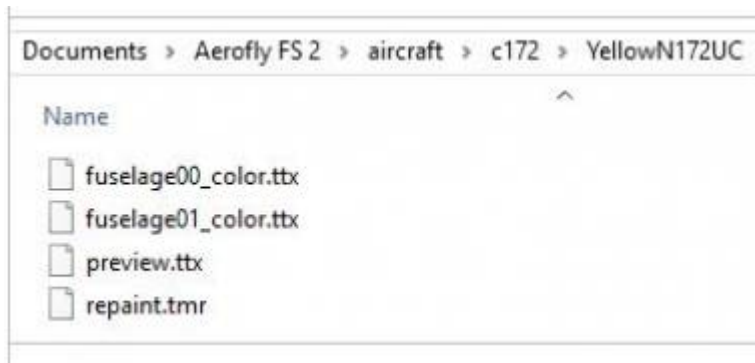 Documents > Aerofly FS 2 > aircraft > c172 > YellowN172UC
Name
fuselage00_color.ttx
fuselage01_color.ttx
preview.ttx
repaint.tmr